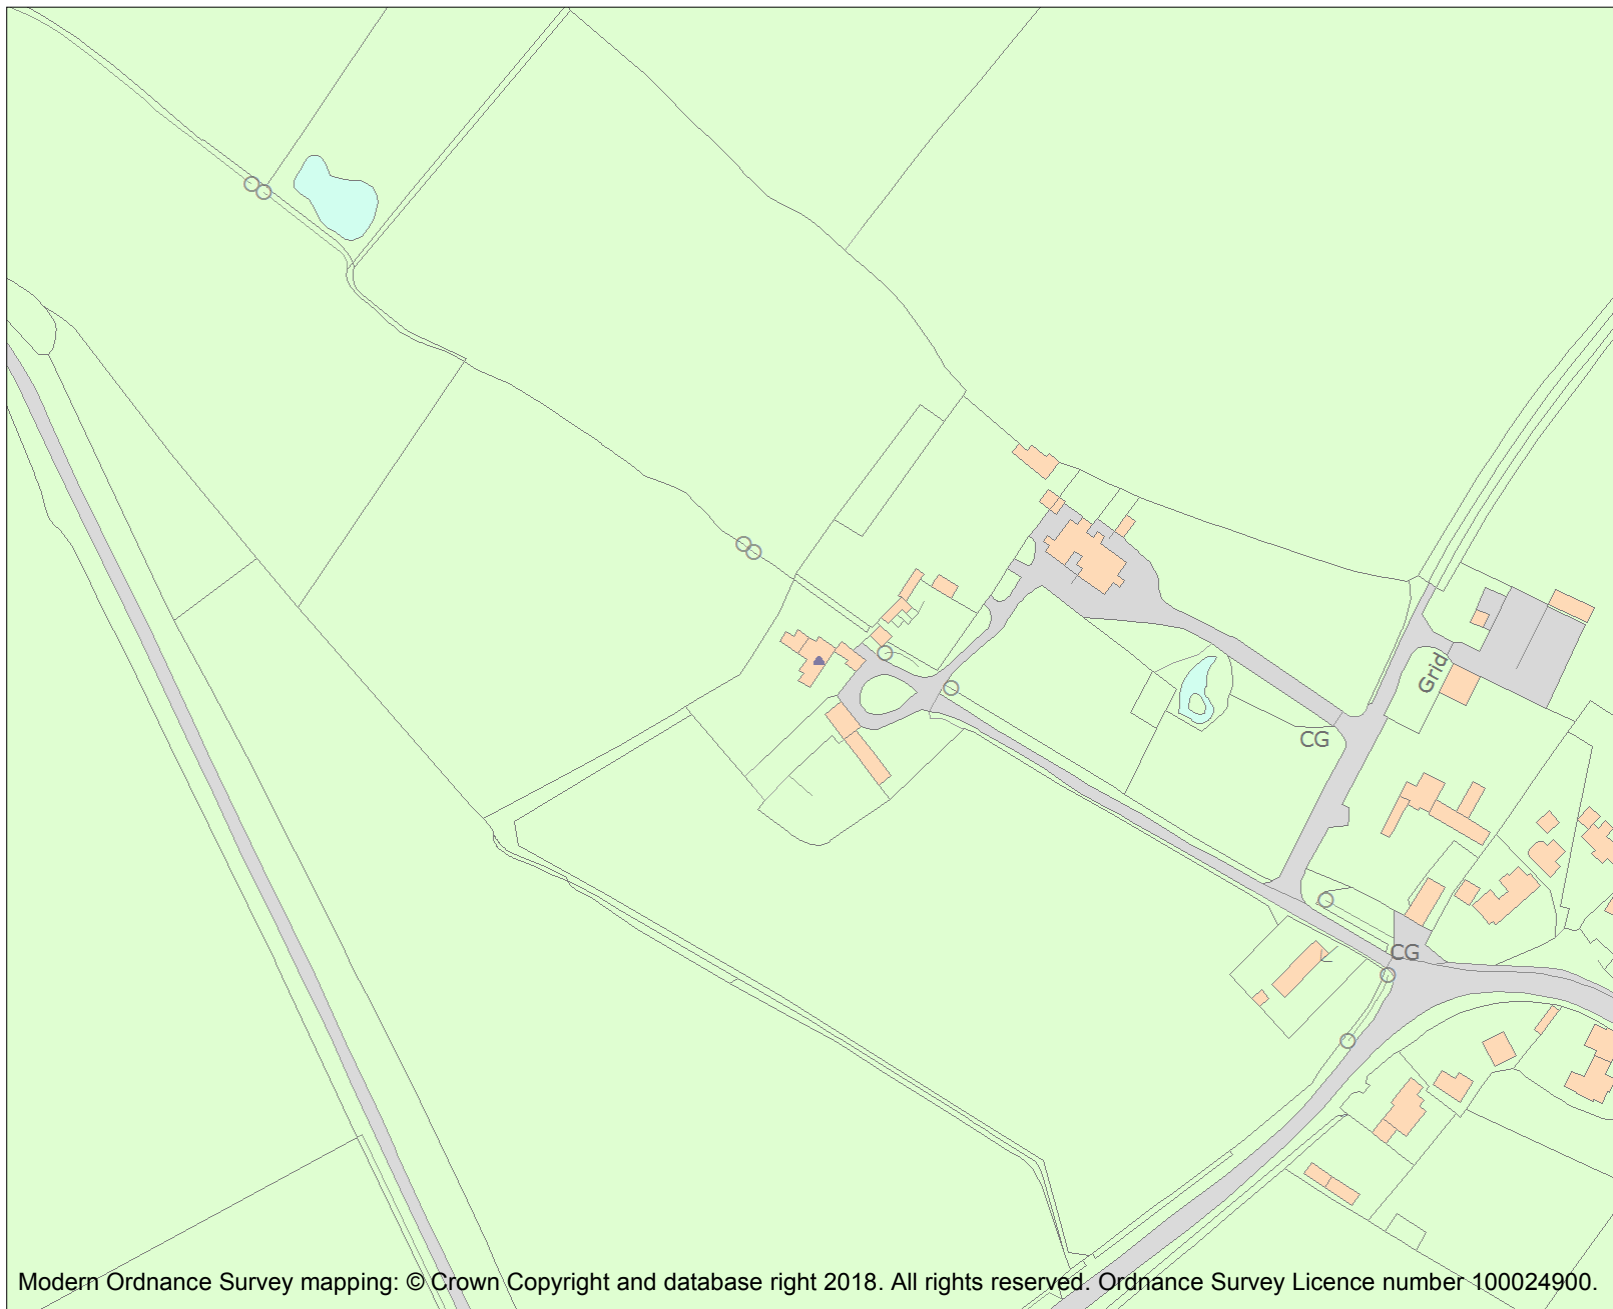 Grid
CG
CG
Modern Ordnance Survey mapping: © Crown Copyright and database right 2018. All rights reserved. Ordnance Survey Licence number 100024900.